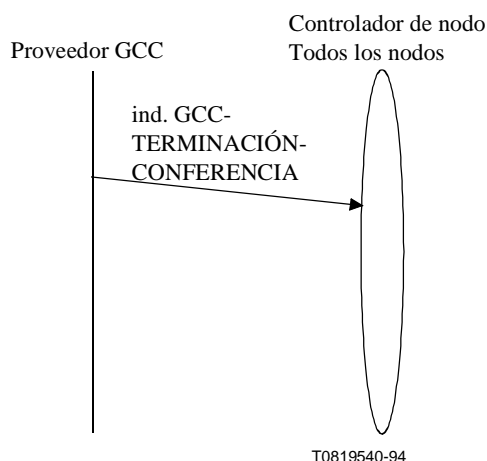 Controlador de nodo
Todos los nodos
Proveedor GCC
ind. GCC-
TERMINACIÓN-
CONFERENCIA
T0819540-94